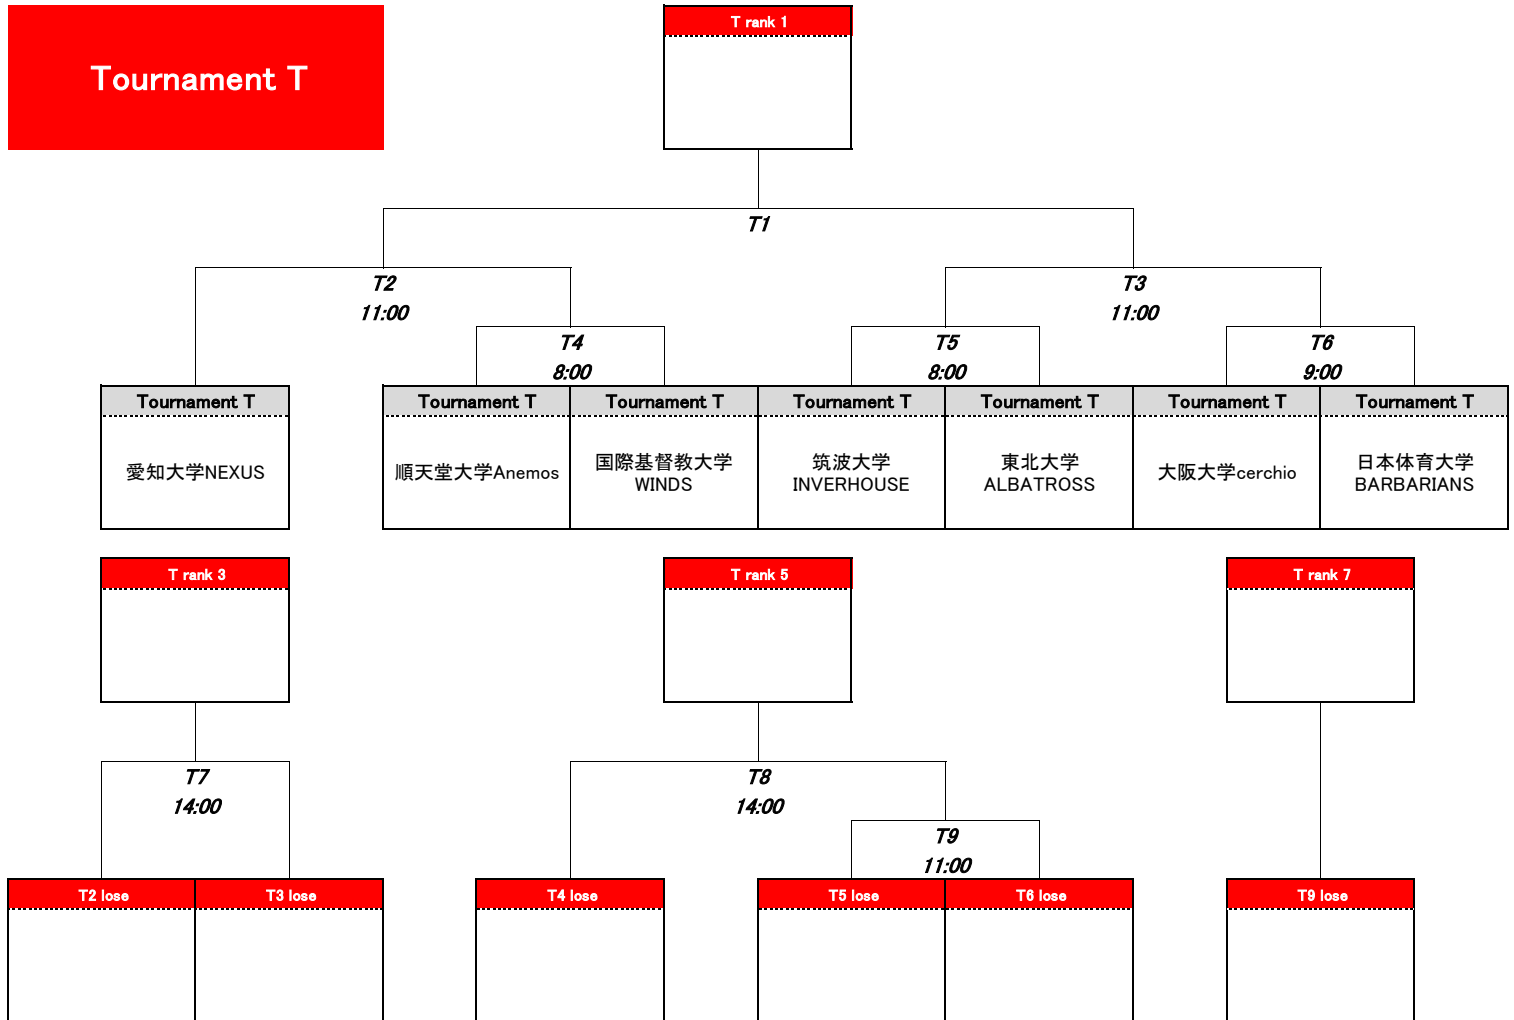 T rank 1
Tournament T
T1
T2
T3
11:00
11:00
T4
T5
T6
8:00
8:00
9:00
Tournament T
Tournament T
Tournament T
Tournament T
Tournament T
Tournament T
Tournament T
愛知大学NEXUS
順天堂大学Anemos
国際基督教大学
WINDS
筑波大学
INVERHOUSE
東北大学
ALBATROSS
大阪大学cerchio
日本体育大学
BARBARIANS
T rank 3
T rank 5
T rank 7
T7
T8
14:00
14:00
T9
11:00
T2 lose
T3 lose
T4 lose
T5 lose
T6 lose
T9 lose